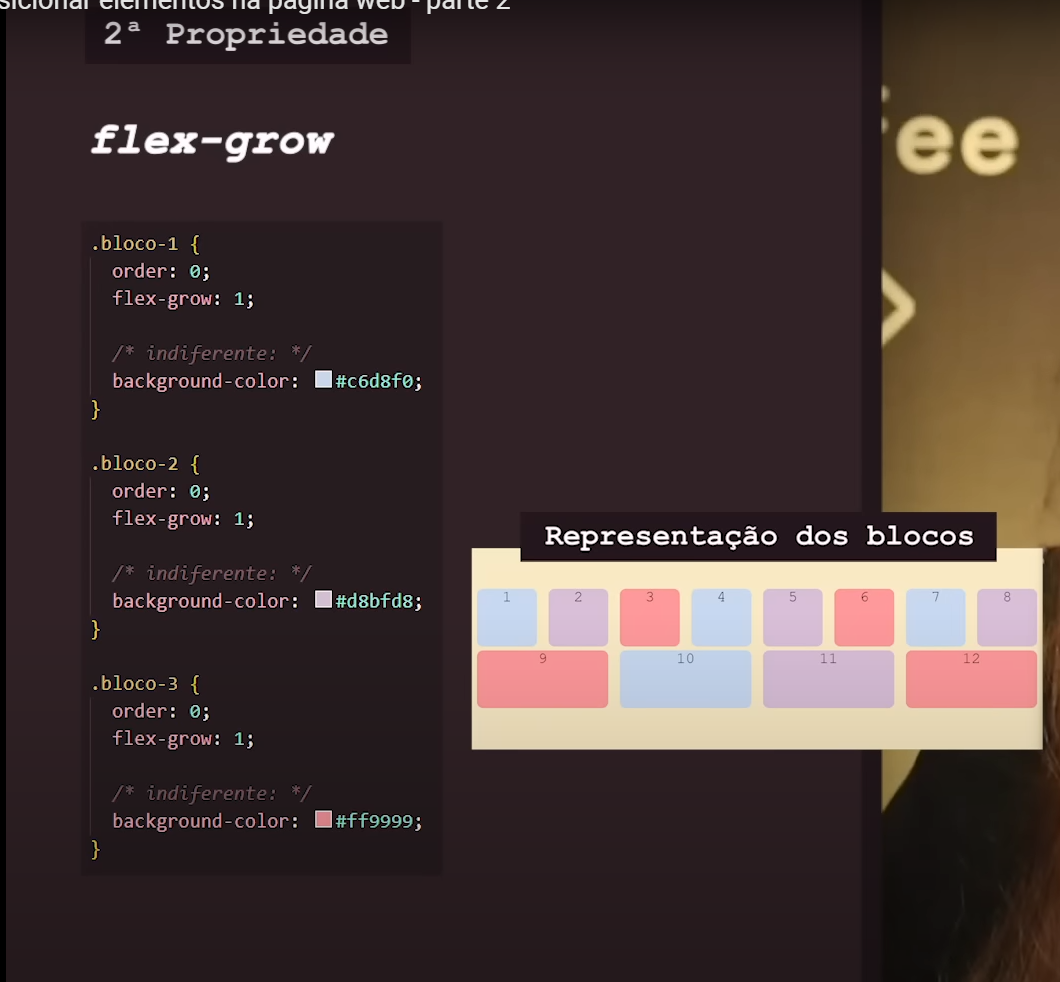 sicionar elementos na página web - parte 2
2ª Propriedade
flex-grow
.bloco-1 {
order: 0;
flex-grow: 1;
/* indiferente: */
background-color: #c6d8f0;
}
.bloco-2 {
order: 0;
flex-grow: 1;
/* indiferente: */
background-color: #d8bfd8;
}
.bloco-3 {
order: 0;
flex-grow: 1;
/* indiferente: */
background-color: #ff9999;
}
ee
Representação dos blocos
1 2 3 4 5 6 7 8
9 10 11 12